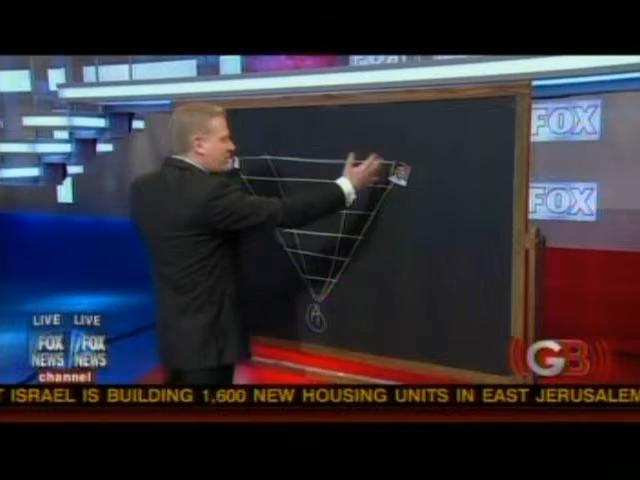 FOX
FOX
LIVE LIVE
FOX NEWS FOX NEWS
channel
GB
A
T ISRAEL IS BUILDING 1,600 NEW HOUSING UNITS IN EAST JERUSALEM